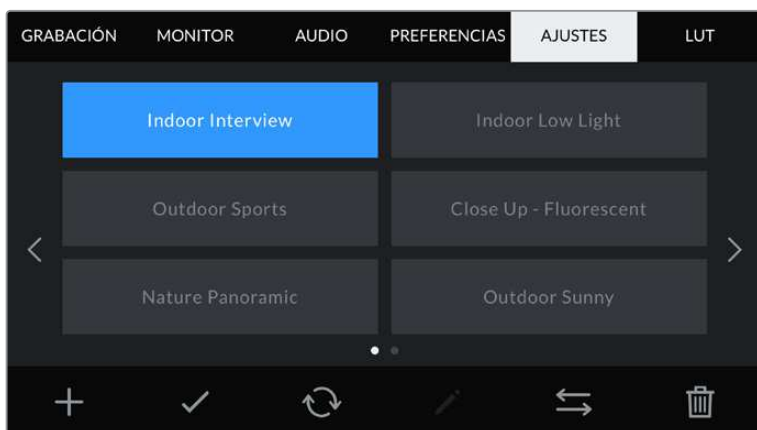 GRABACIÓN MONITOR AUDIO PREFERENCIAS AJUSTES LUT
Indoor Interview Indoor Low Light
Outdoor Sports Close Up - Fluorescent
Nature Panoramic Outdoor Sunny